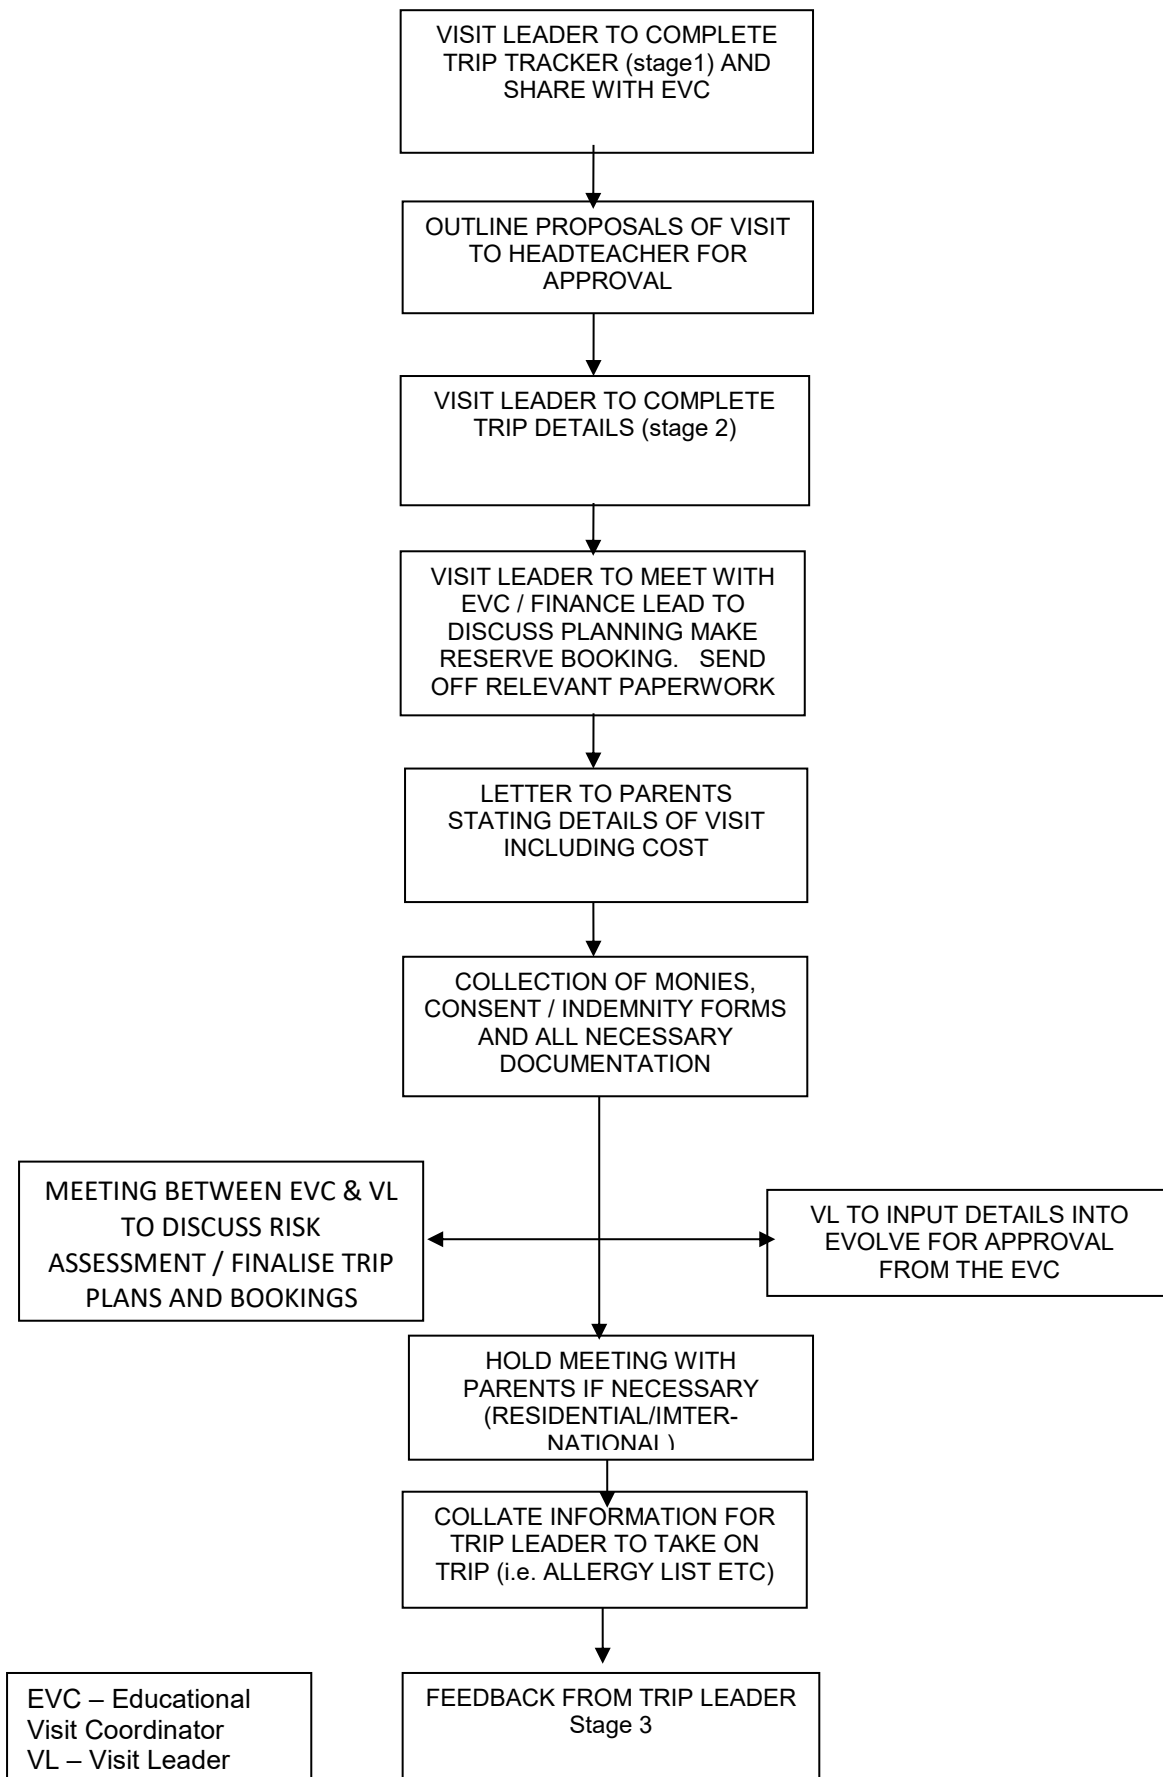 VISIT LEADER TO COMPLETE
TRIP TRACKER (stage1) AND
SHARE WITH EVC
OUTLINE PROPOSALS OF VISIT
TO HEADTEACHER FOR
APPROVAL
VISIT LEADER TO COMPLETE
TRIP DETAILS (stage 2)
VISIT LEADER TO MEET WITH
EVC / FINANCE LEAD TO
DISCUSS PLANNING MAKE
RESERVE BOOKING.   SEND
OFF RELEVANT PAPERWORK
LETTER TO PARENTS
STATING DETAILS OF VISIT
INCLUDING COST
COLLECTION OF MONIES,
CONSENT / INDEMNITY FORMS
AND ALL NECESSARY
DOCUMENTATION
MEETING BETWEEN EVC & VL
TO DISCUSS RISK
ASSESSMENT / FINALISE TRIP
PLANS AND BOOKINGS
VL TO INPUT DETAILS INTO
EVOLVE FOR APPROVAL
FROM THE EVC
HOLD MEETING WITH
PARENTS IF NECESSARY
(RESIDENTIAL/IMTER-
NATIONAL)
COLLATE INFORMATION FOR
TRIP LEADER TO TAKE ON
TRIP (i.e. ALLERGY LIST ETC)
FEEDBACK FROM TRIP LEADER
Stage 3
EVC – Educational
Visit Coordinator
VL – Visit Leader